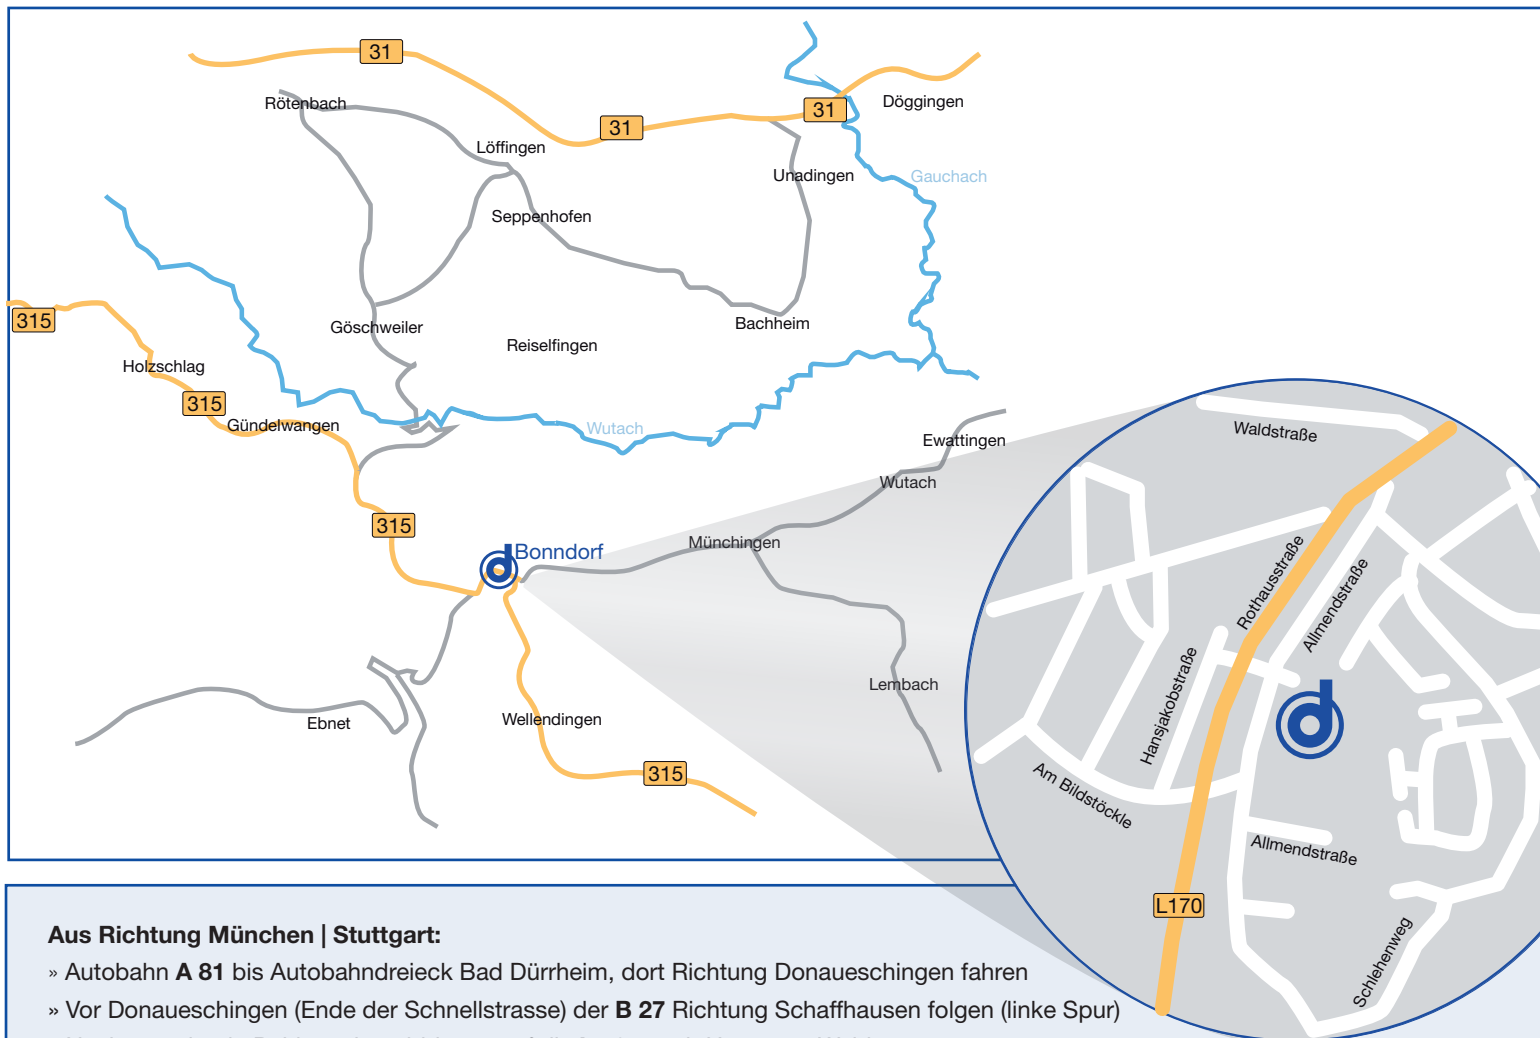 31
31
31
Döggingen
Rötenbach
Löffingen
Unadingen
Gauchach
Seppenhofen
315
Göschweiler
Bachheim
Reiselfingen
Holzschlag
315
Gündelwangen
Wutach
Ewattingen
Wutach
315
Bonndorf
Münchingen
Lembach
Ebnet
Wellendingen
315
Waldstraße
Rothausstraße
Allmendstraße
Hansjakobstraße
Am Bildstöckle
Allmendstraße
L170
Schlehenweg
Aus Richtung München | Stuttgart:
» Autobahn A 81 bis Autobahndreieck Bad Dürrheim, dort Richtung Donaueschingen fahren
» Vor Donaueschingen (Ende der Schnellstrasse) der B 27 Richtung Schaffhausen folgen (linke Spur)